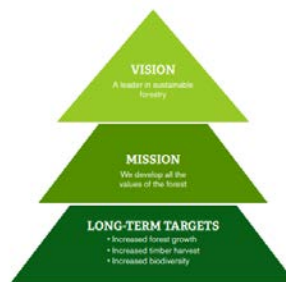 VISION
A leader in sustainable
forestry
MISSION
We develop all the
values of the forest
LONG-TERM TARGETS
• Increased forest growth
• Increased timber harvest
• Increased biodiversity